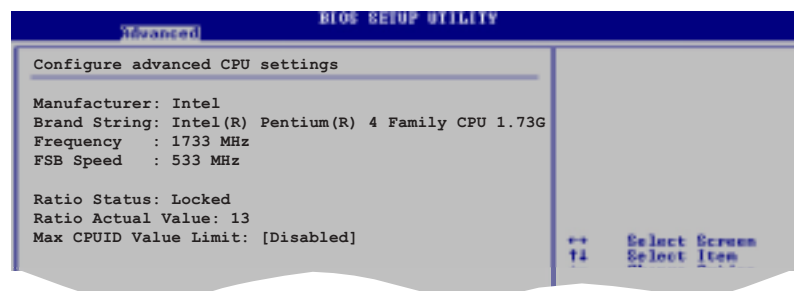 BIOS SETUP UTILITY
Advanced
Configure advanced CPU settings
Manufacturer: Intel
Brand String: Intel(R) Pentium(R) 4 Family CPU 1.73G
Frequency : 1733 MHz
FSB Speed : 533 MHz
Ratio Status: Locked
Ratio Actual Value: 13
Max CPUID Value Limit: [Disabled]
↔ Select Screen
↑↓ Select Item